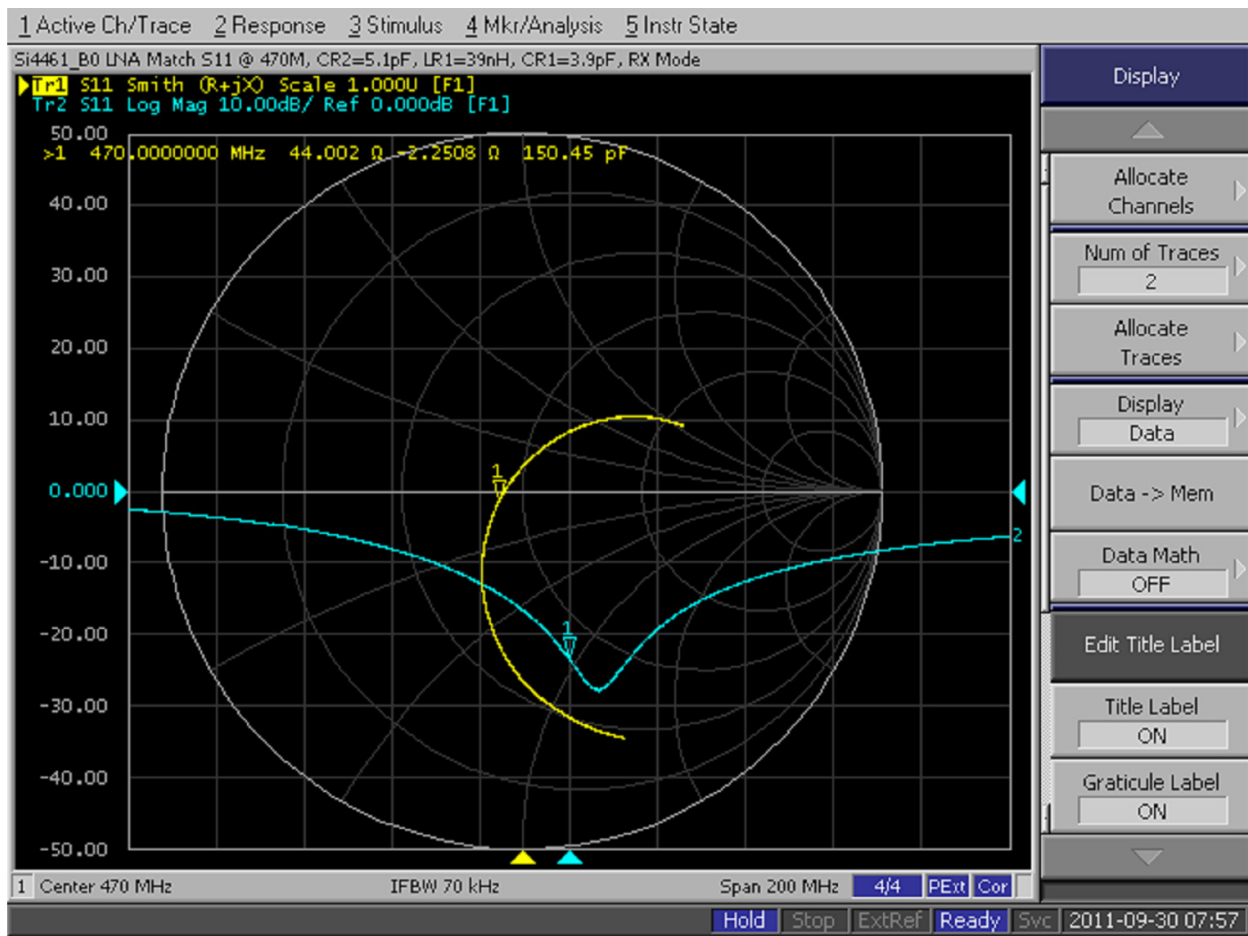 1 Active Ch/Trace 2 Response 3 Stimulus 4 Mkr/Analysis 5 Instr State
Si4461_B0 LNA Match S11 @ 470M, CR2=5.1pF, LR1=39nH, CR1=3.9pF, RX Mode
Tr1 S11 Smith (R+jX) Scale 1.000U [F1]
Tr2 S11 Log Mag 10.00dB/ Ref 0.000dB [F1]
50.00
>1 470.0000000 MHz 44.002 Ω -2.2508 Ω 150.45 pF
40.00
30.00
20.00
10.00
0.000
-10.00
-20.00
-30.00
-40.00
-50.00
1
1
2
Display
Allocate
Channels
Num of Traces
2
Allocate
Traces
Display
Data
Data -> Mem
Data Math
OFF
Edit Title Label
Title Label
ON
Graticule Label
ON
1 Center 470 MHz IFBW 70 kHz Span 200 MHz 4/4 PExt Cor
Hold Stop ExtRef Ready Svc 2011-09-30 07:57